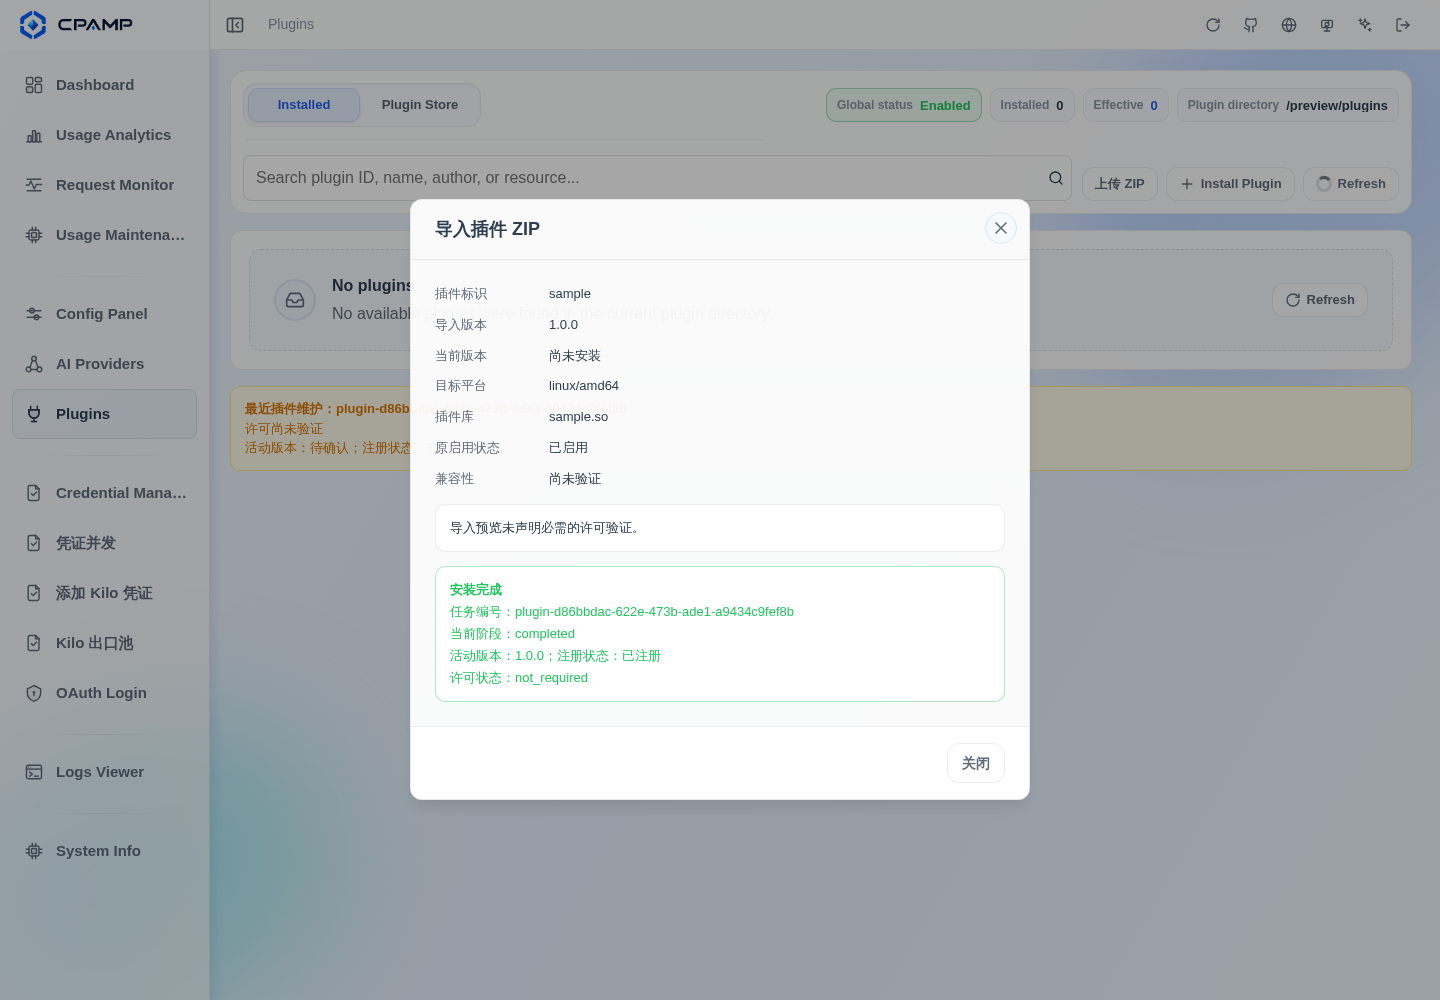 CPAMP
Plugins
Dashboard
Usage Analytics
Request Monitor
Usage Maintena…
Config Panel
AI Providers
Plugins
Credential Mana…
凭证并发
添加 Kilo 凭证
Kilo 出口池
OAuth Login
Logs Viewer
System Info
Installed
Plugin Store
Global status Enabled
Installed 0
Effective 0
Plugin directory /preview/plugins
Search plugin ID, name, author, or resource...
上传 ZIP
Install Plugin
Refresh
No plugins
No available plugins were found in the current plugin directory
Refresh
最近插件维护：plugin-d86b
许可尚未验证
活动版本：待确认；注册状态
导入插件 ZIP
插件标识 sample
导入版本 1.0.0
当前版本 尚未安装
目标平台 linux/amd64
插件库 sample.so
原启用状态 已启用
兼容性 尚未验证
导入预览未声明必需的许可验证。
安装完成
任务编号：plugin-d86bbdac-622e-473b-ade1-a9434c9fef8b
当前阶段：completed
活动版本：1.0.0；注册状态：已注册
许可状态：not_required
关闭